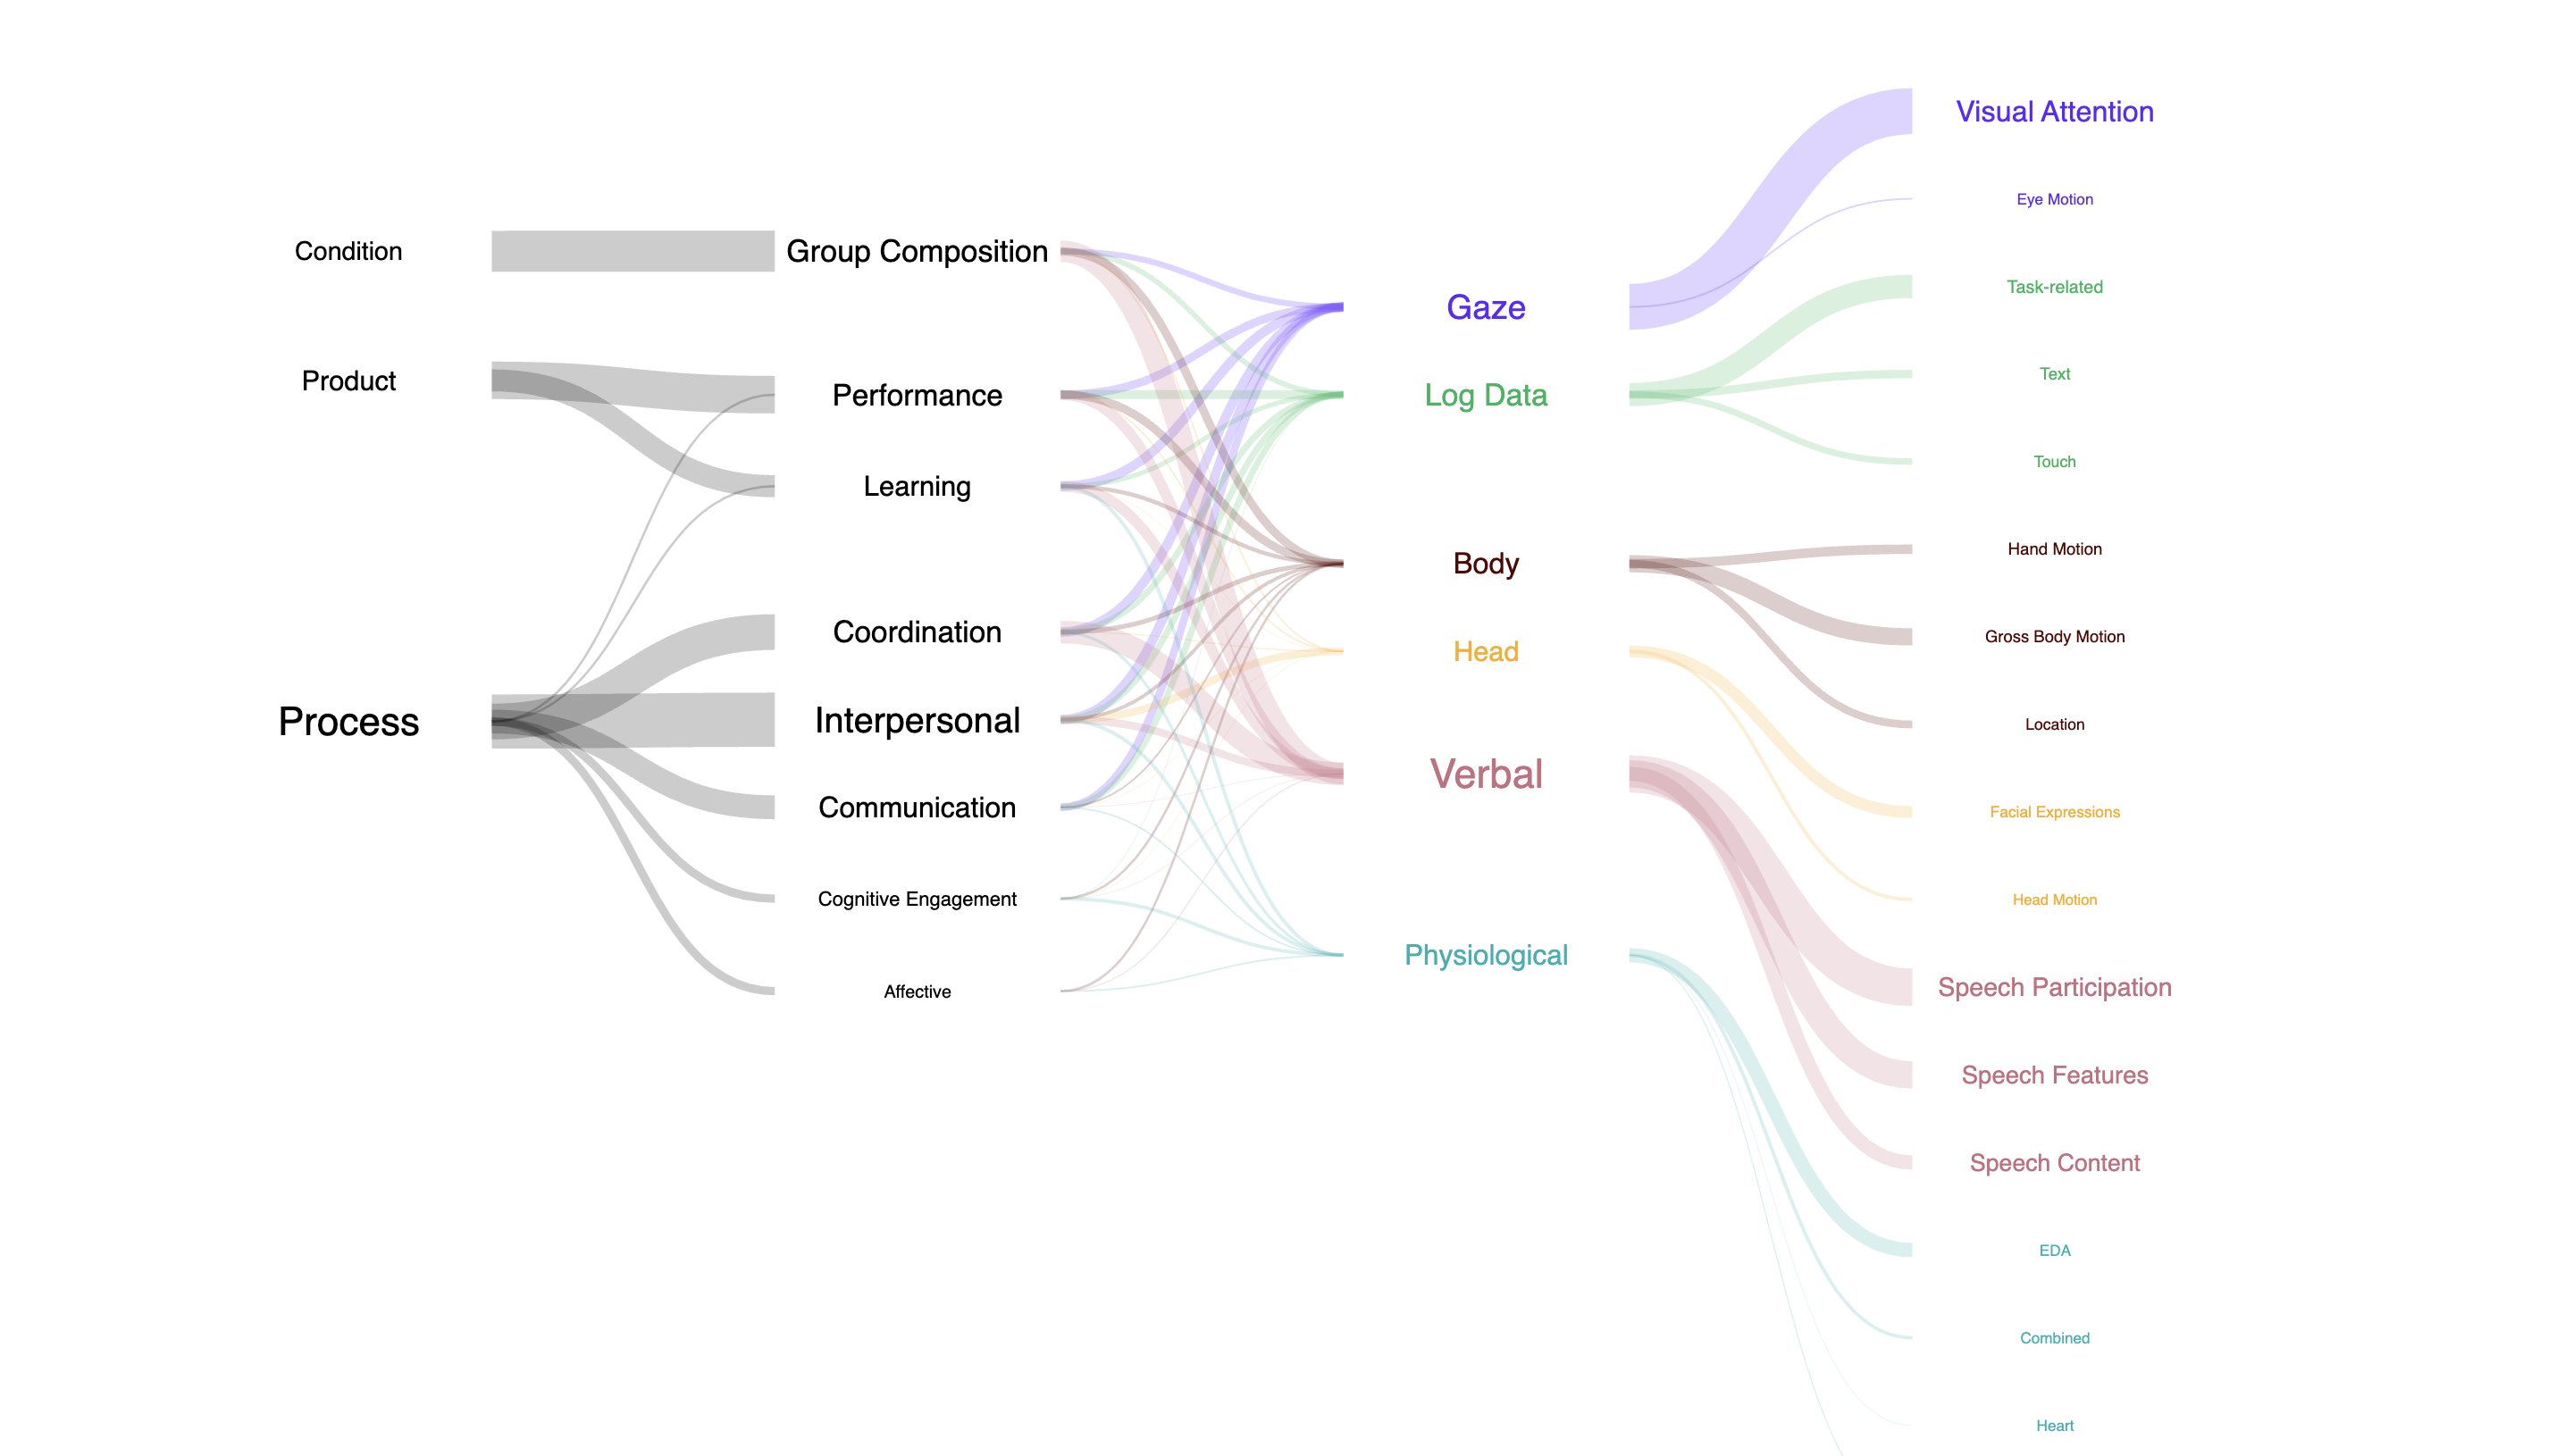 Condition
Product
Process
Group Composition
Performance
Learning
Coordination
Interpersonal
Communication
Cognitive Engagement
Affective
Gaze
Log Data
Body
Head
Verbal
Physiological
Visual Attention
Eye Motion
Task-related
Text
Touch
Hand Motion
Gross Body Motion
Location
Facial Expressions
Head Motion
Speech Participation
Speech Features
Speech Content
EDA
Combined
Heart